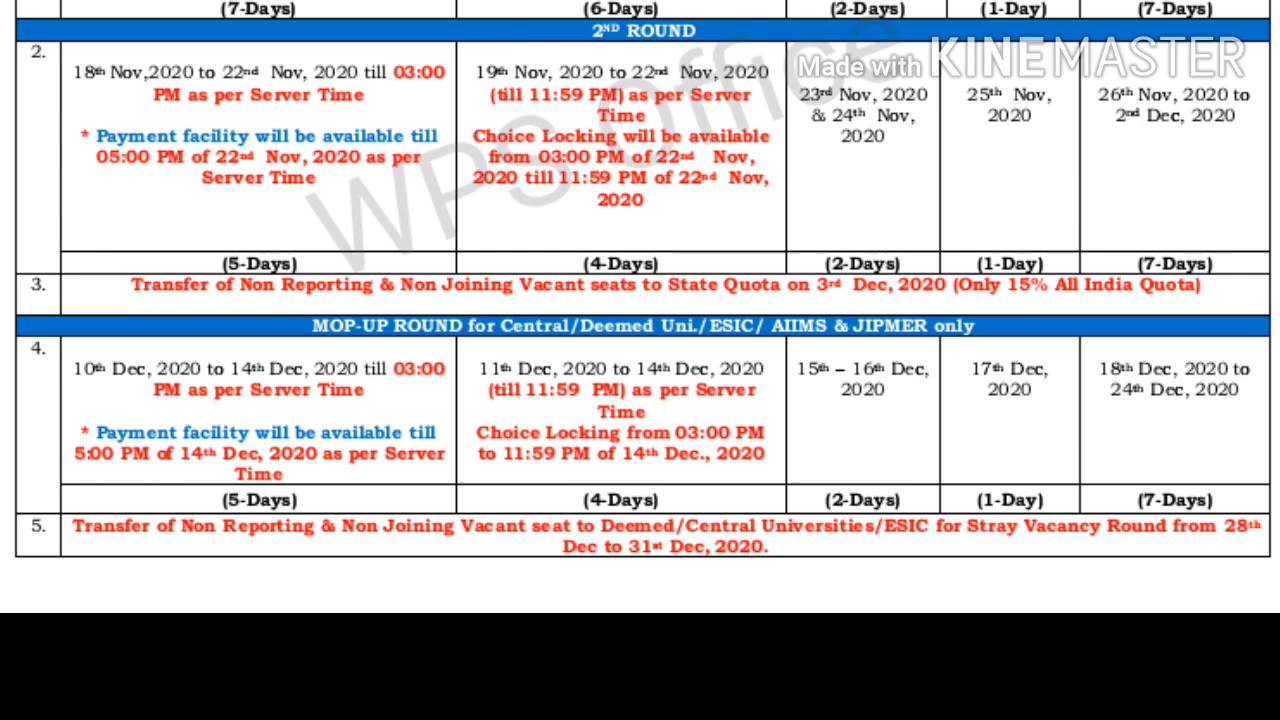 (7-Days) (6-Days) (2-Days) (1-Day) (7-Days)
2ND ROUND
Made with KINEMASTER
WPS Office
2.
18th Nov,2020 to 22nd Nov, 2020 till 03:00
PM as per Server Time
* Payment facility will be available till
05:00 PM of 22nd Nov, 2020 as per
Server Time
19th Nov, 2020 to 22nd Nov, 2020
(till 11:59 PM) as per Server
Time
Choice Locking will be available
from 03:00 PM of 22nd Nov,
2020 till 11:59 PM of 22nd Nov,
2020
23rd Nov, 2020
& 24th Nov,
2020
25th Nov,
2020
26th Nov, 2020 to
2nd Dec, 2020
(5-Days) (4-Days) (2-Days) (1-Day) (7-Days)
3. Transfer of Non Reporting & Non Joining Vacant seats to State Quota on 3rd Dec, 2020 (Only 15% All India Quota)
MOP-UP ROUND for Central/Deemed Uni./ESIC/ AIIMS & JIPMER only
4.
10th Dec, 2020 to 14th Dec, 2020 till 03:00
PM as per Server Time
* Payment facility will be available till
5:00 PM of 14th Dec, 2020 as per Server
Time
11th Dec, 2020 to 14th Dec, 2020
(till 11:59 PM) as per Server
Time
Choice Locking from 03:00 PM
to 11:59 PM of 14th Dec., 2020
15th – 16th Dec,
2020
17th Dec,
2020
18th Dec, 2020 to
24th Dec, 2020
(5-Days) (4-Days) (2-Days) (1-Day) (7-Days)
5. Transfer of Non Reporting & Non Joining Vacant seat to Deemed/Central Universities/ESIC for Stray Vacancy Round from 28th
Dec to 31st Dec, 2020.